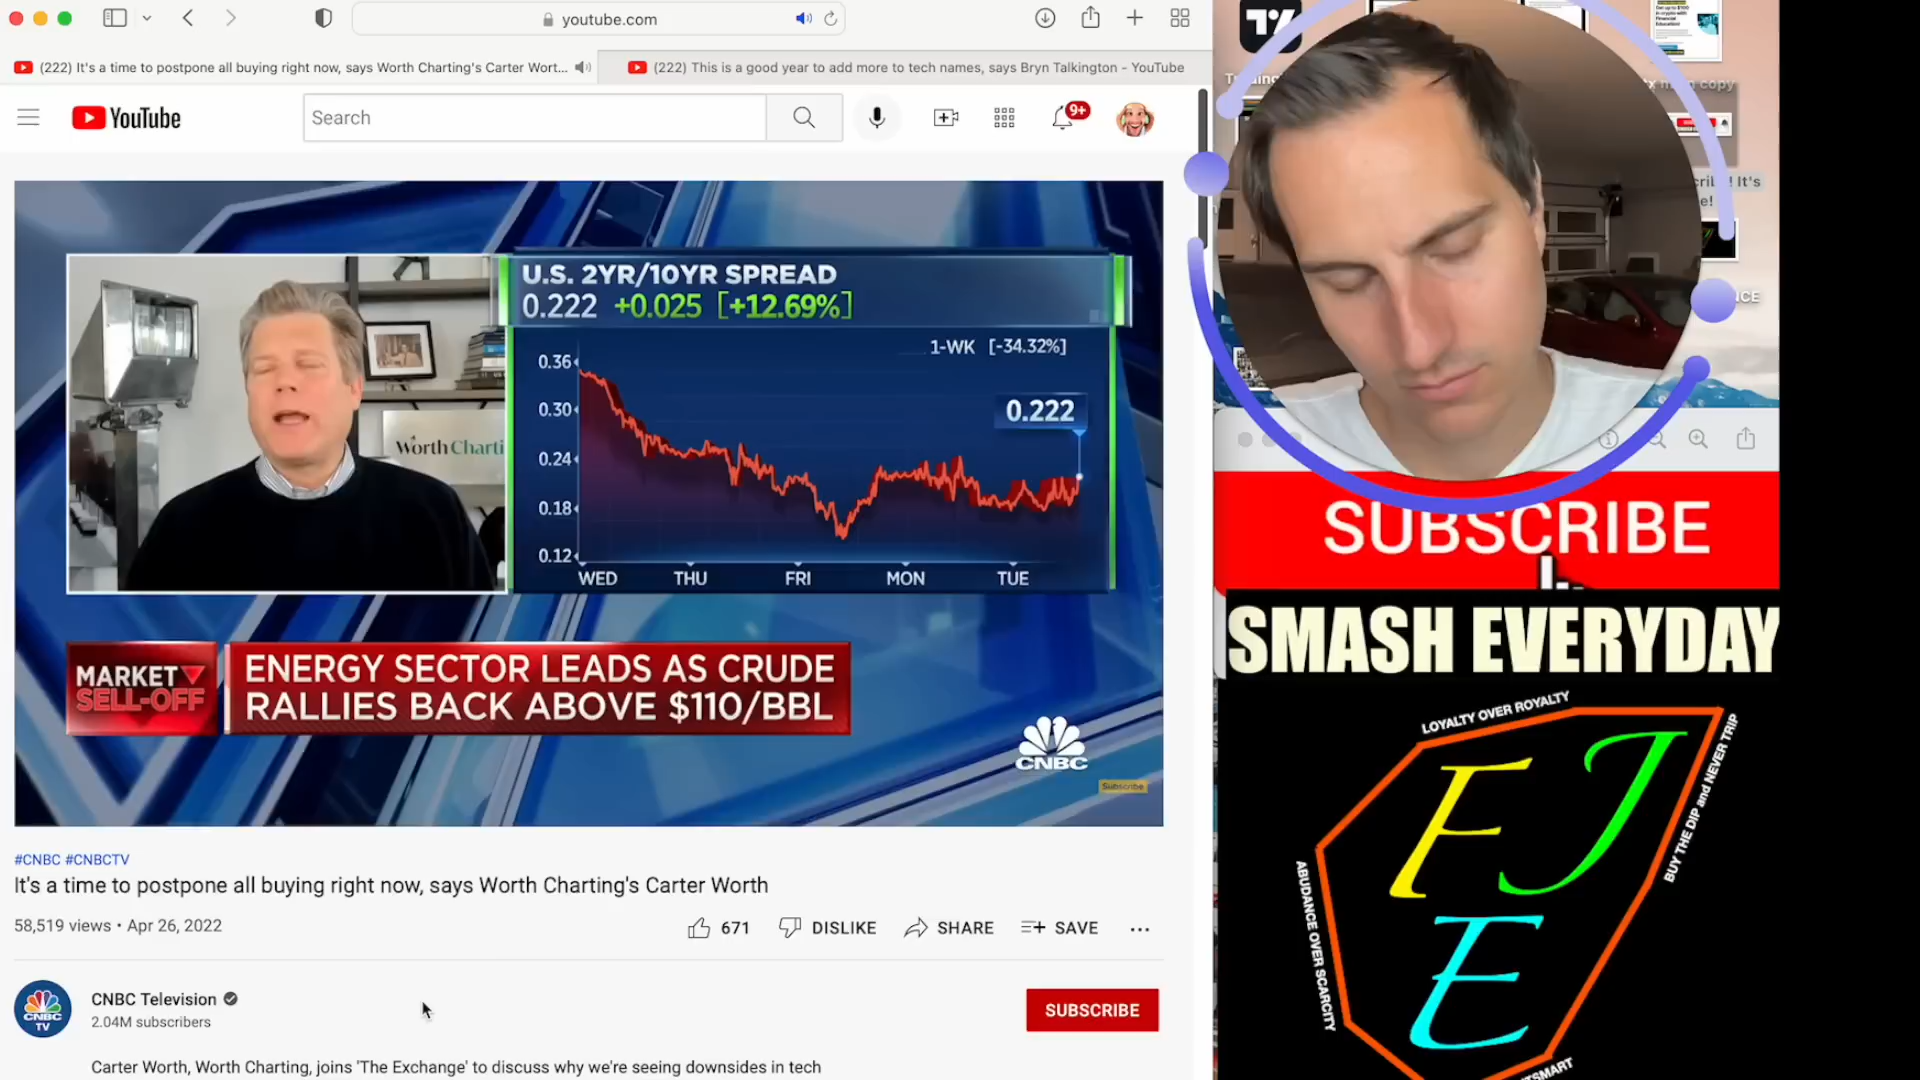 youtube.com
(222) It's a time to postpone all buying right now, says Worth Charting's Carter Wort...
(222) This is a good year to add more to tech names, says Bryn Talkington - YouTube
YouTube
Search
9+
U.S. 2YR/10YR SPREAD
0.222 +0.025 [+12.69%]
1-WK [-34.32%]
0.36
0.30
0.24
0.18
0.12
0.222
WED THU FRI MON TUE
Worth Charti
MARKET
SELL-OFF
ENERGY SECTOR LEADS AS CRUDE
RALLIES BACK ABOVE $110/BBL
CNBC
Subscribe
#CNBC #CNBCTV
It's a time to postpone all buying right now, says Worth Charting's Carter Worth
58,519 views • Apr 26, 2022
671 DISLIKE SHARE SAVE
CNBC TV
CNBC Television
2.04M subscribers
SUBSCRIBE
Carter Worth, Worth Charting, joins 'The Exchange' to discuss why we're seeing downsides in tech
copy
SUBSCRIBE
SMASH EVERYDAY
LOYALTY OVER ROYALTY
BUY THE DIP and NEVER TRIP
ABUDANCE OVER SCARCITY
F J
E